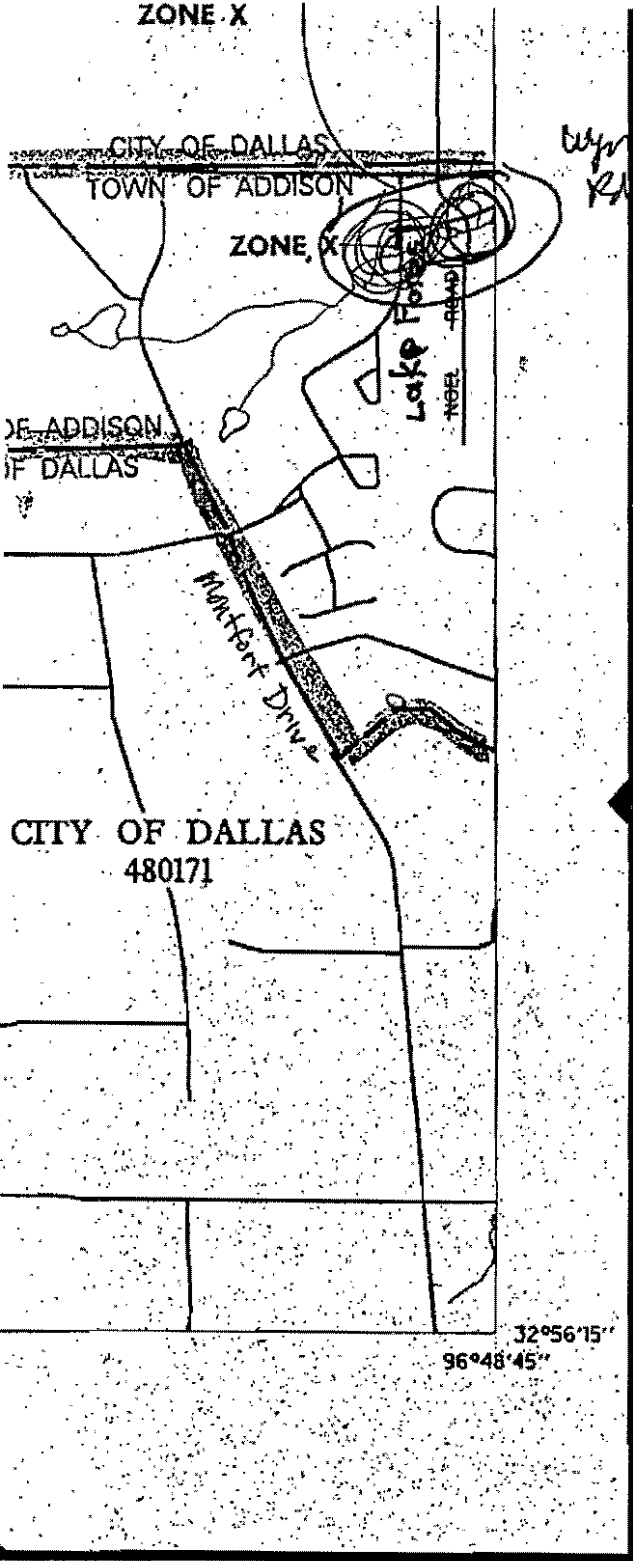 ZONE X
CITY OF DALLAS
TOWN OF ADDISON
ZONE X
Lake Forest
NOEL ROAD
OF ADDISON
OF DALLAS
Montfort Drive
CITY OF DALLAS
480171
32°56'15"
96°48'45"